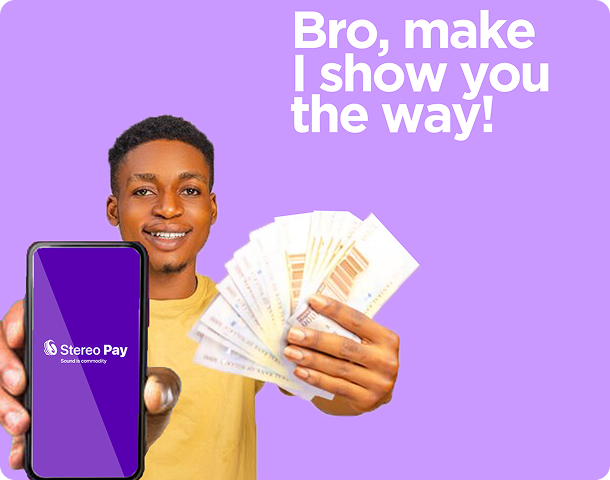 Bro, make
I show you
the way!
Stereo Pay
Sound is commodity